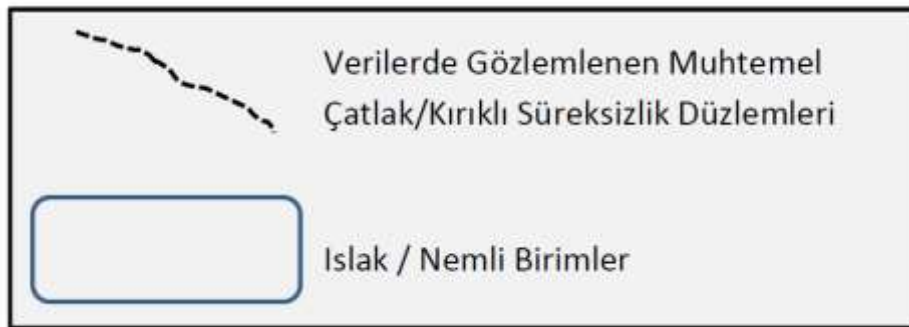 Verilerde Gözlemlenen Muhtemel
Çatlak/Kırıklı Süreksizlik Düzlemleri
Islak / Nemli Birimler